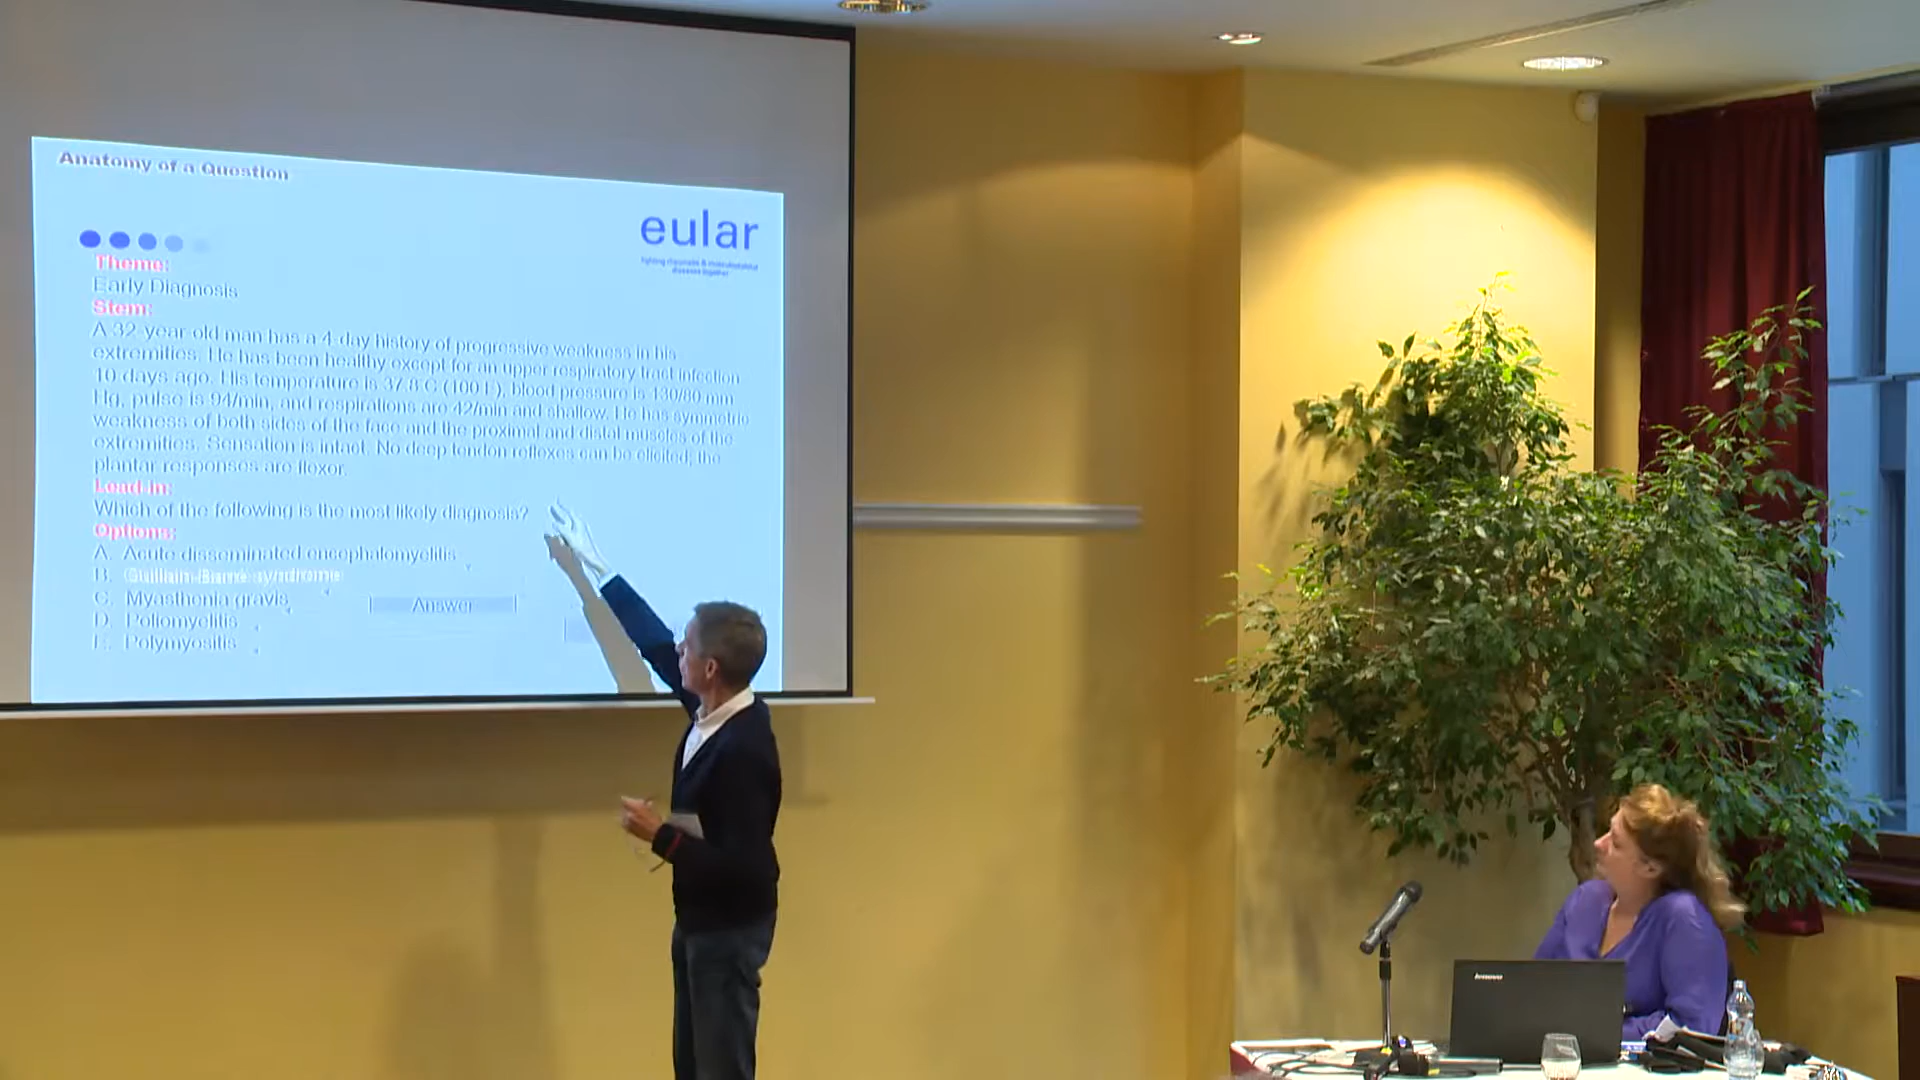 Anatomy of a Question
eular
fighting rheumatic & musculoskeletal
diseases together
Theme:
Early Diagnosis
Stem:
A 32-year-old man has a 4-day history of progressive weakness in his
extremities. He has been healthy except for an upper respiratory tract infection
10 days ago. His temperature is 37.8 C (100 F), blood pressure is 130/80 mm
Hg, pulse is 94/min, and respirations are 42/min and shallow. He has symmetric
weakness of both sides of the face and the proximal and distal muscles of the
extremities. Sensation is intact. No deep tendon reflexes can be elicited; the
plantar responses are flexor.
Lead-in:
Which of the following is the most likely diagnosis?
Options:
A. Acute disseminated encephalomyelitis
B. Guillain-Barré syndrome
C. Myasthenia gravis
Answer
D. Poliomyelitis
E. Polymyositis
lenovo